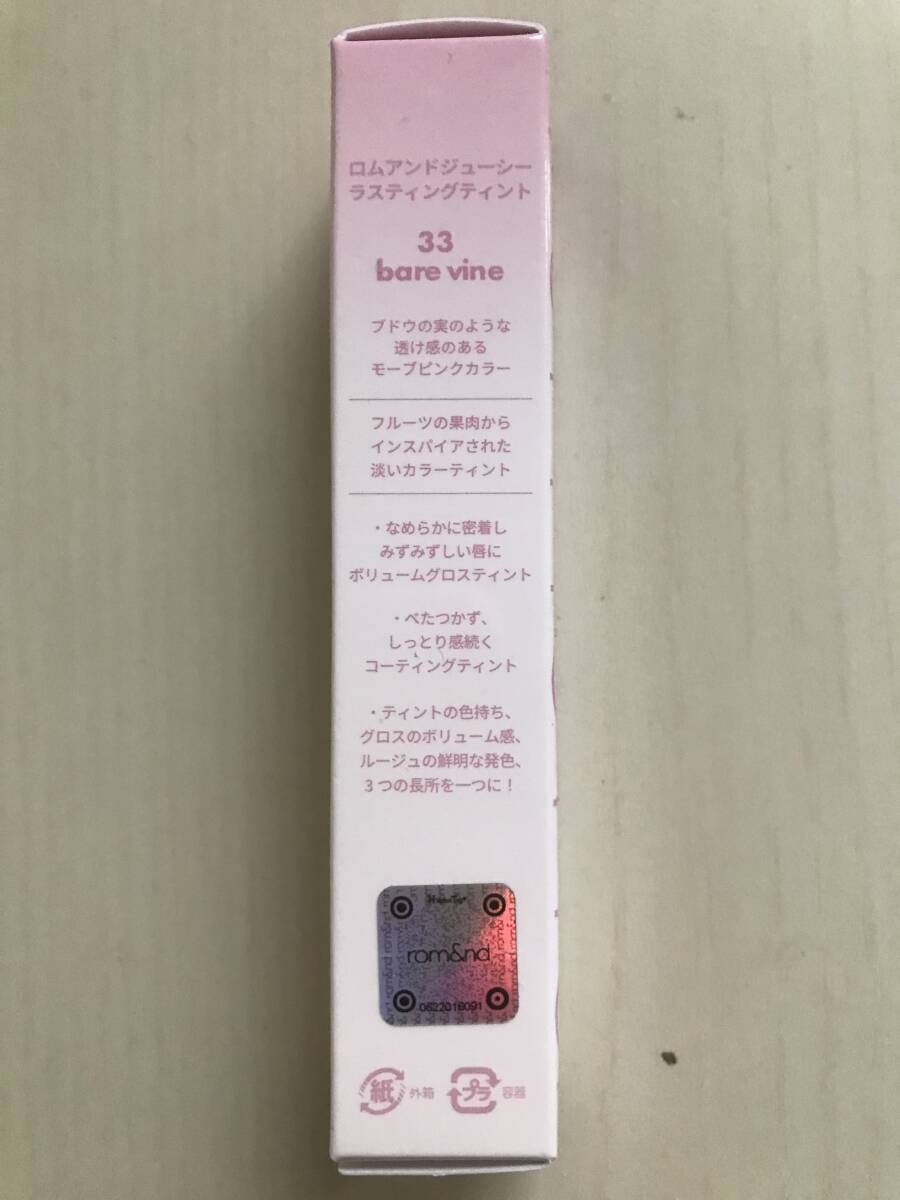 ロムアンドジューシー
ラスティングティント
33
bare vine
ブドウの実のような
透け感のある
モーブピンクカラー
フルーツの果肉から
インスパイアされた
淡いカラーティント
・なめらかに密着し
みずみずしい唇に
ボリュームグロスティント
・べたつかず、
しっとり感続く
コーティングティント
・ティントの色持ち、
グロスのボリューム感、
ルージュの鮮明な発色、
3つの長所を一つに！
rom&nd
0622016091
紙 外箱 プラ 容器